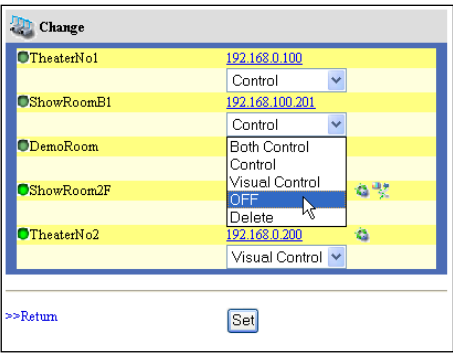 Change
TheaterNo1 192.168.0.100
Control
ShowRoomB1 192.168.100.201
Control
DemoRoom
Both Control
Control
Visual Control
ShowRoom2F
OFF
Delete
TheaterNo2 192.168.0.200
Visual Control
>>Return
Set